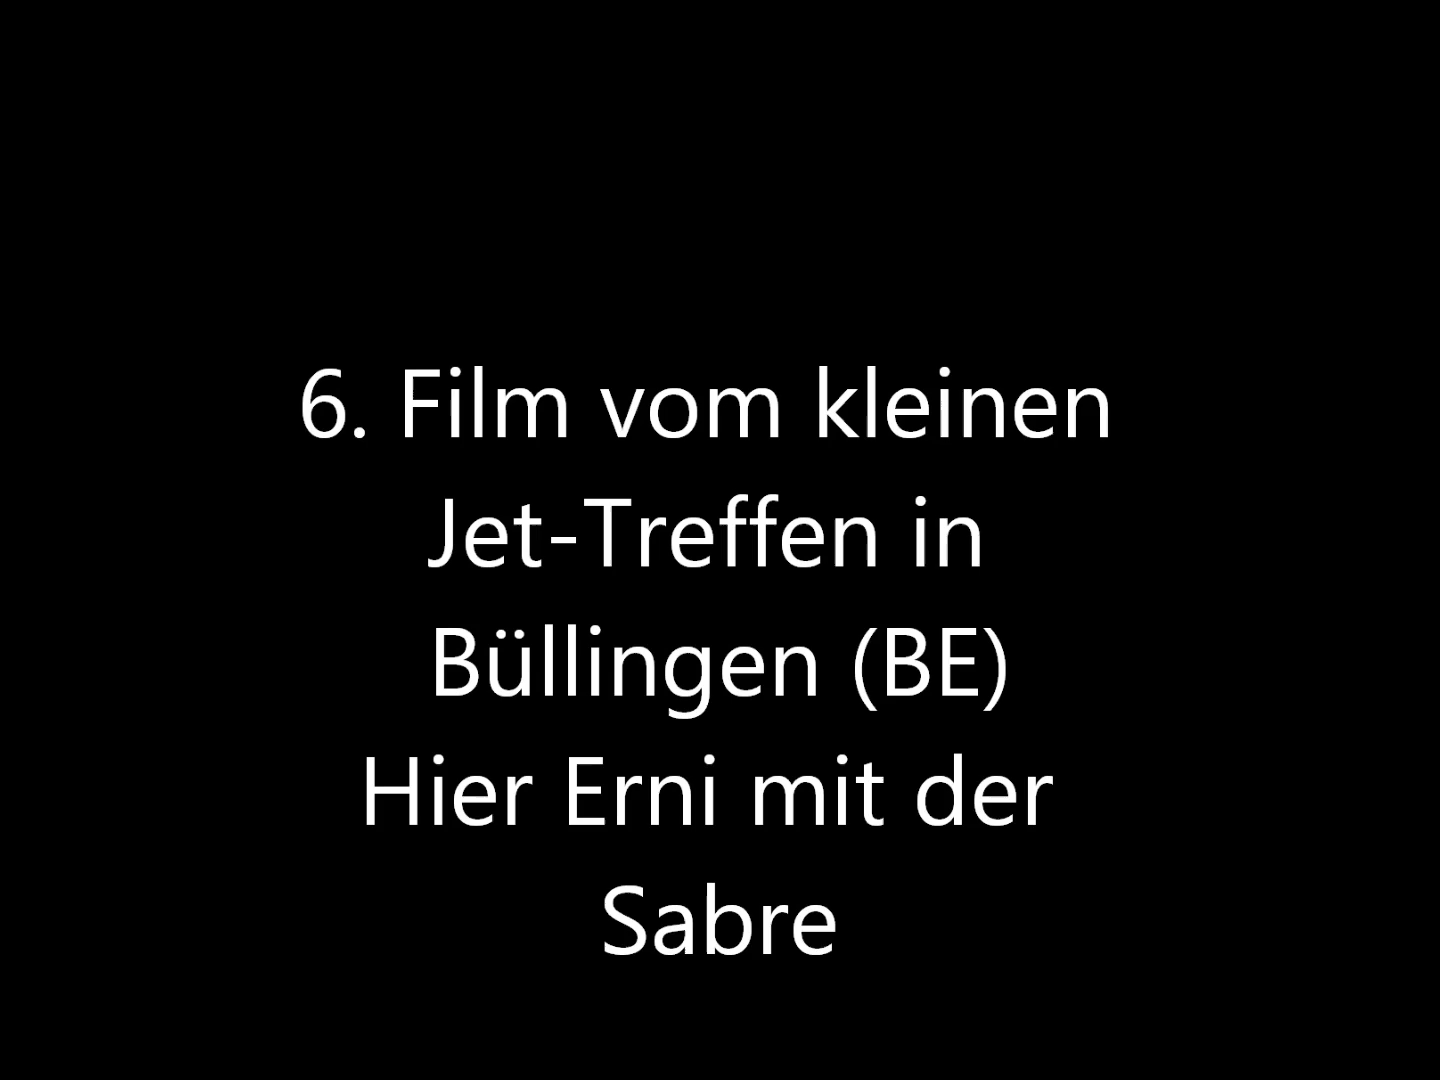 6. Film vom kleinen
Jet-Treffen in
Büllingen (BE)
Hier Erni mit der
Sabre